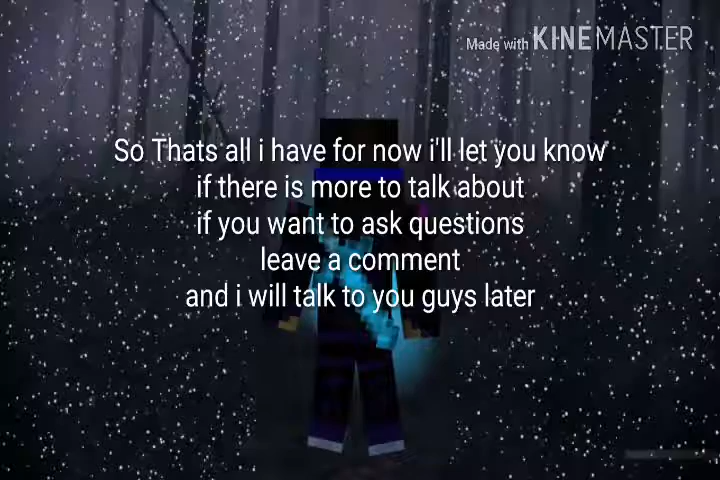 Made with KINEMASTER
So Thats all i have for now i'll let you know
if there is more to talk about
if you want to ask questions
leave a comment
and i will talk to you guys later